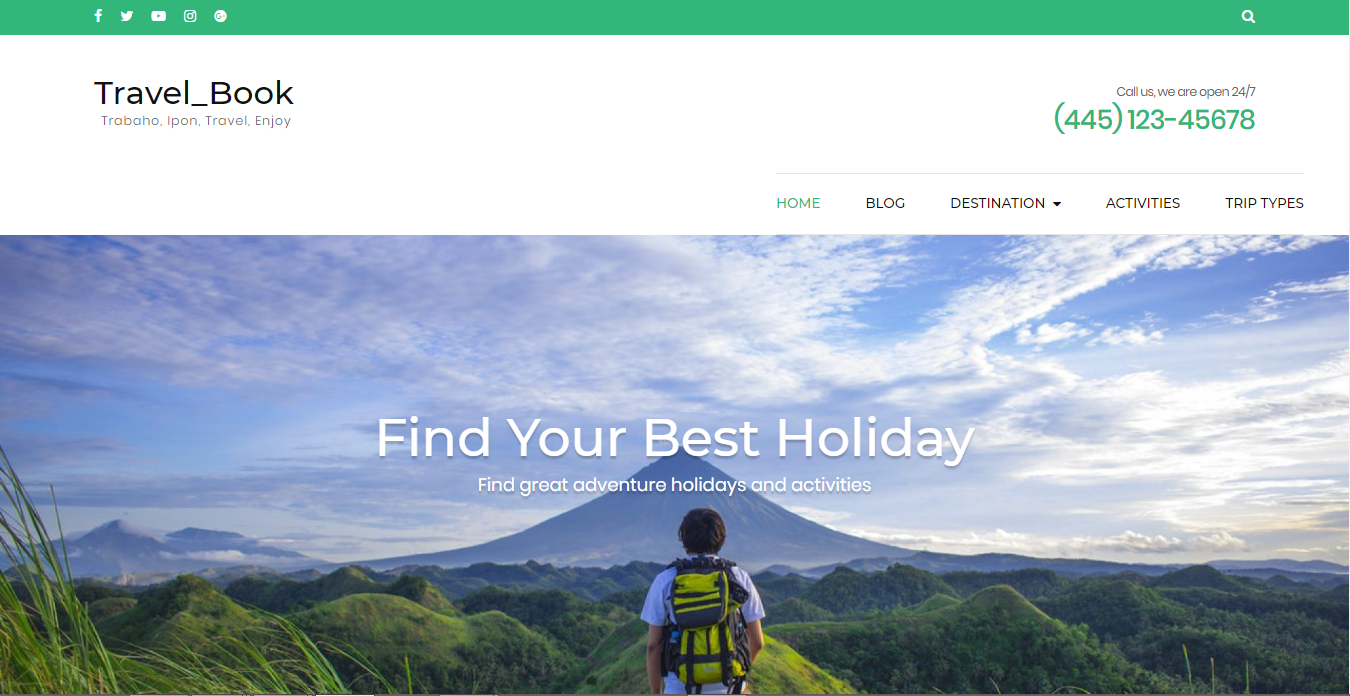 Travel_Book
Trabaho, Ipon, Travel, Enjoy
Call us, we are open 24/7
(445) 123-45678
HOME BLOG DESTINATION ACTIVITIES TRIP TYPES
Find Your Best Holiday
Find great adventure holidays and activities